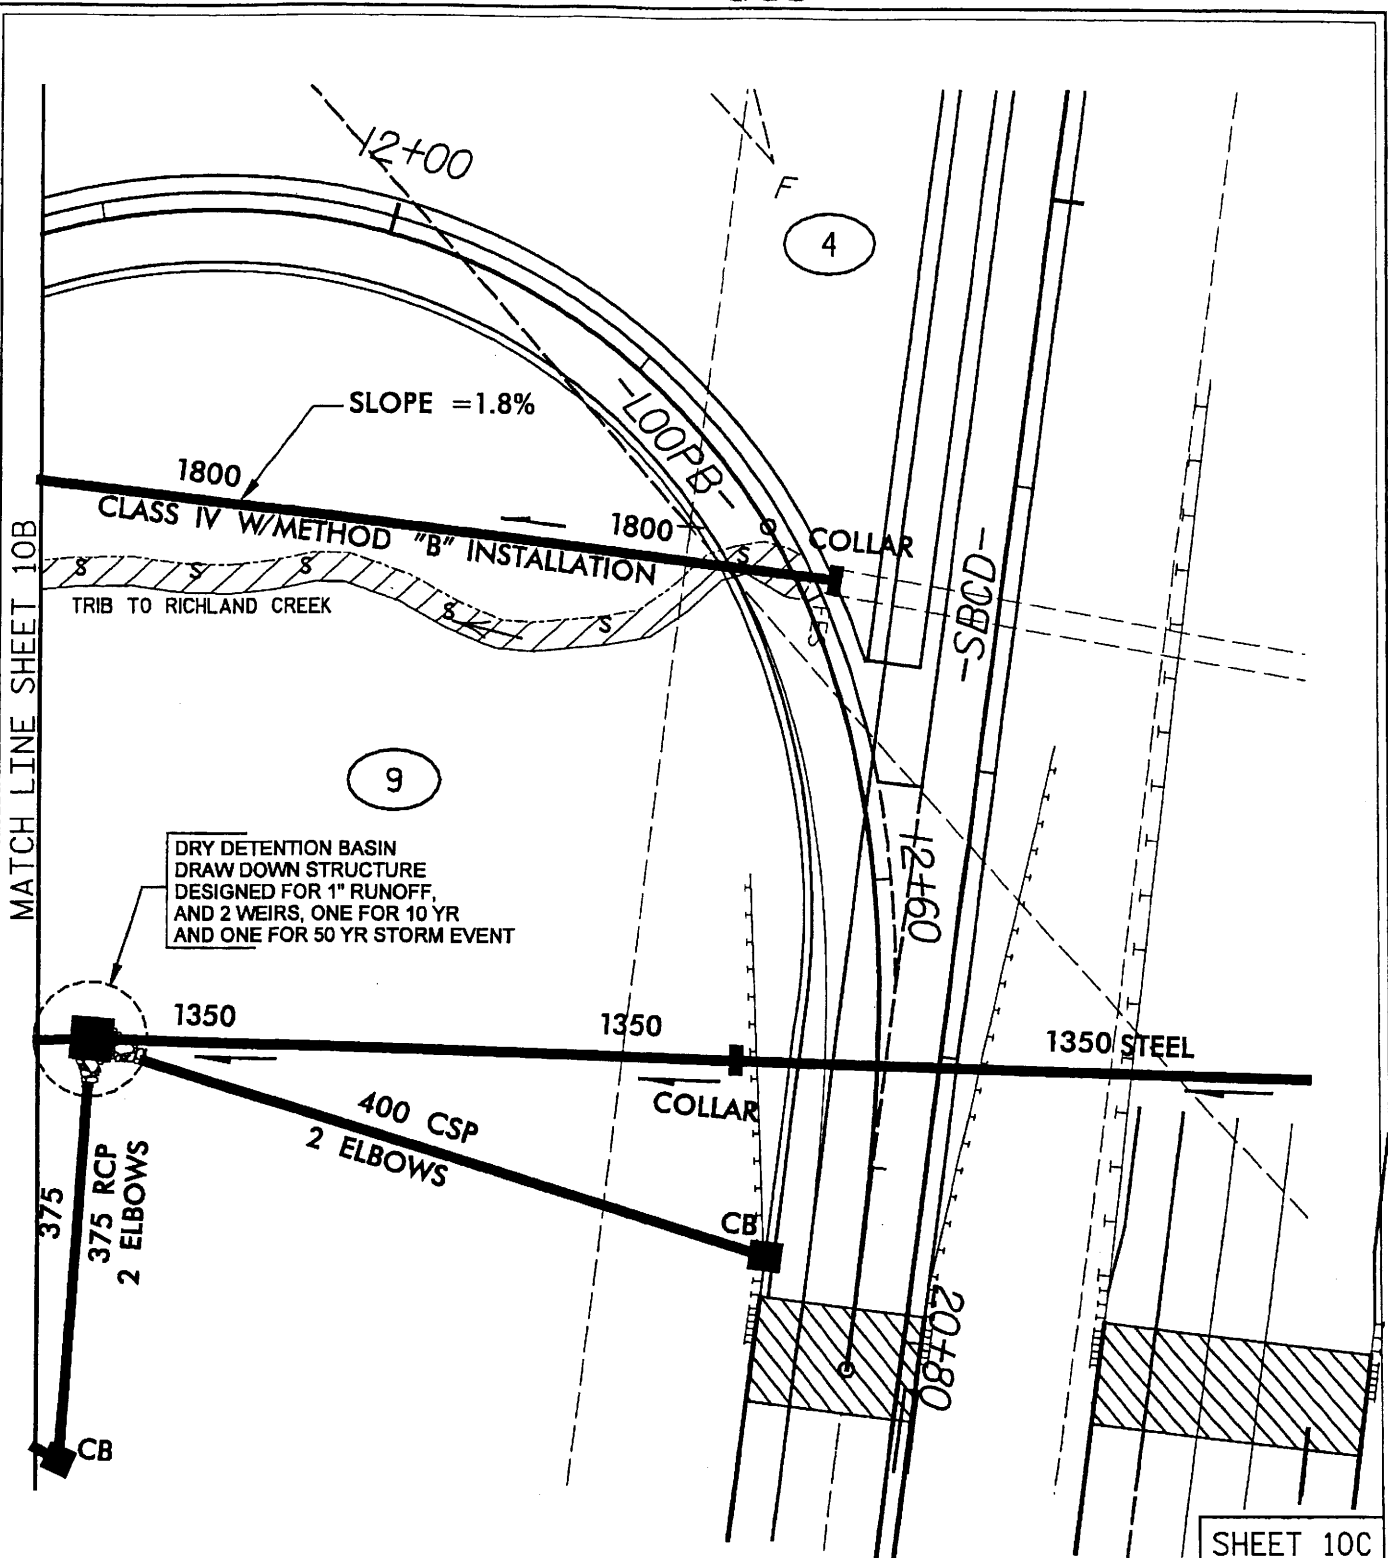 12+00
F
4
SLOPE =1.8%
-LOOPB-
1800
CLASS IV W/METHOD "B" INSTALLATION
1800
COLLAR
-SBCD-
S S S S S S
TRIB TO RICHLAND CREEK
MATCH LINE SHEET 10B
9
DRY DETENTION BASIN
DRAW DOWN STRUCTURE
DESIGNED FOR 1" RUNOFF,
AND 2 WEIRS, ONE FOR 10 YR
AND ONE FOR 50 YR STORM EVENT
12+60
1350
1350
1350 STEEL
COLLAR
400 CSP
2 ELBOWS
375
375 RCP
2 ELBOWS
CB
20+80
CB
SHEET 10C